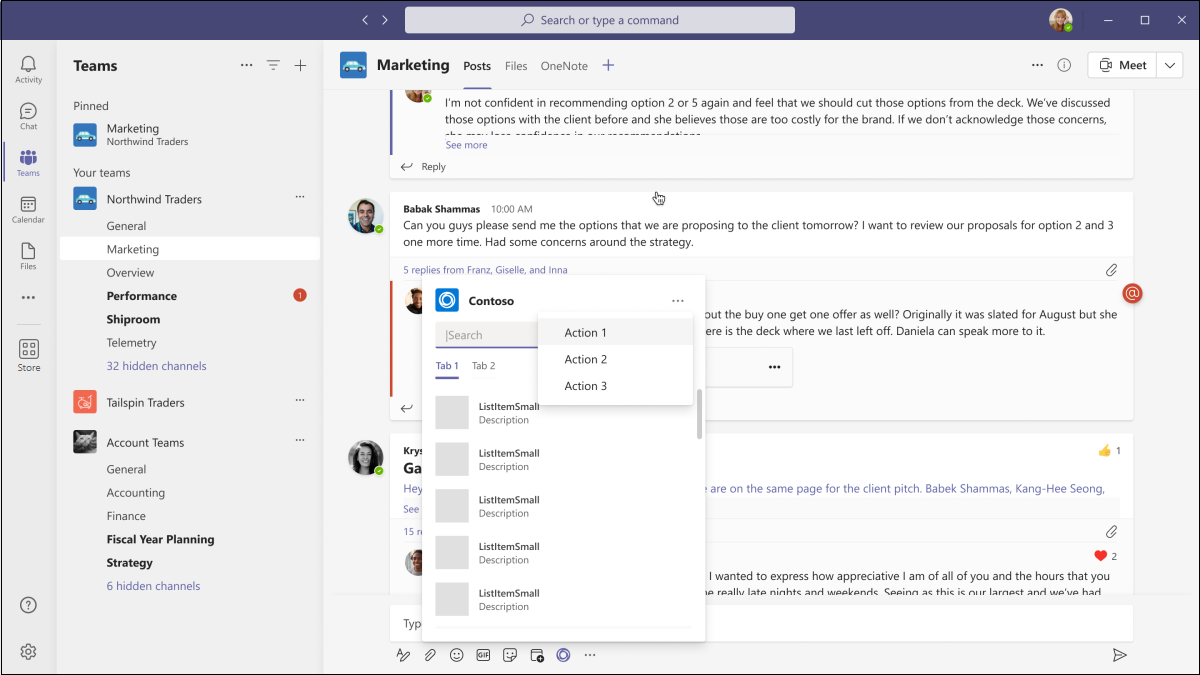 Search or type a command
Activity
Chat
Teams
Calendar
Files
Store
Teams
Pinned
Marketing
Northwind Traders
Your teams
Northwind Traders
General
Marketing
Overview
Performance
1
Shiproom
Telemetry
32 hidden channels
Tailspin Traders
Account Teams
General
Accounting
Finance
Fiscal Year Planning
Strategy
6 hidden channels
Marketing
Posts
Files
OneNote
Meet
I'm not confident in recommending option 2 or 5 again and feel that we should cut those options from the deck. We've discussed
those options with the client before and she believes those are too costly for the brand. If we don't acknowledge those concerns,
she may lose confidence in our recommendations
See more
Reply
Babak Shammas 10:00 AM
Can you guys please send me the options that we are proposing to the client tomorrow? I want to review our proposals for option 2 and 3
one more time. Had some concerns around the strategy.
5 replies from Franz, Giselle, and Inna
out the buy one get one offer as well? Originally it was slated for August but she
ere is the deck where we last left off. Daniela can speak more to it.
@
Contoso
Search
Action 1
Action 2
Action 3
Tab 1
Tab 2
ListItemSmall
Description
ListItemSmall
Description
ListItemSmall
Description
ListItemSmall
Description
ListItemSmall
Description
Krys
1
Ga
Hey
are on the same page for the client pitch. Babek Shammas, Kang-Hee Seong,
See
15 re
2
I wanted to express how appreciative I am of all of you and the hours that you
e really late nights and weekends. Seeing as this is our largest and we've had
Typ
GIF